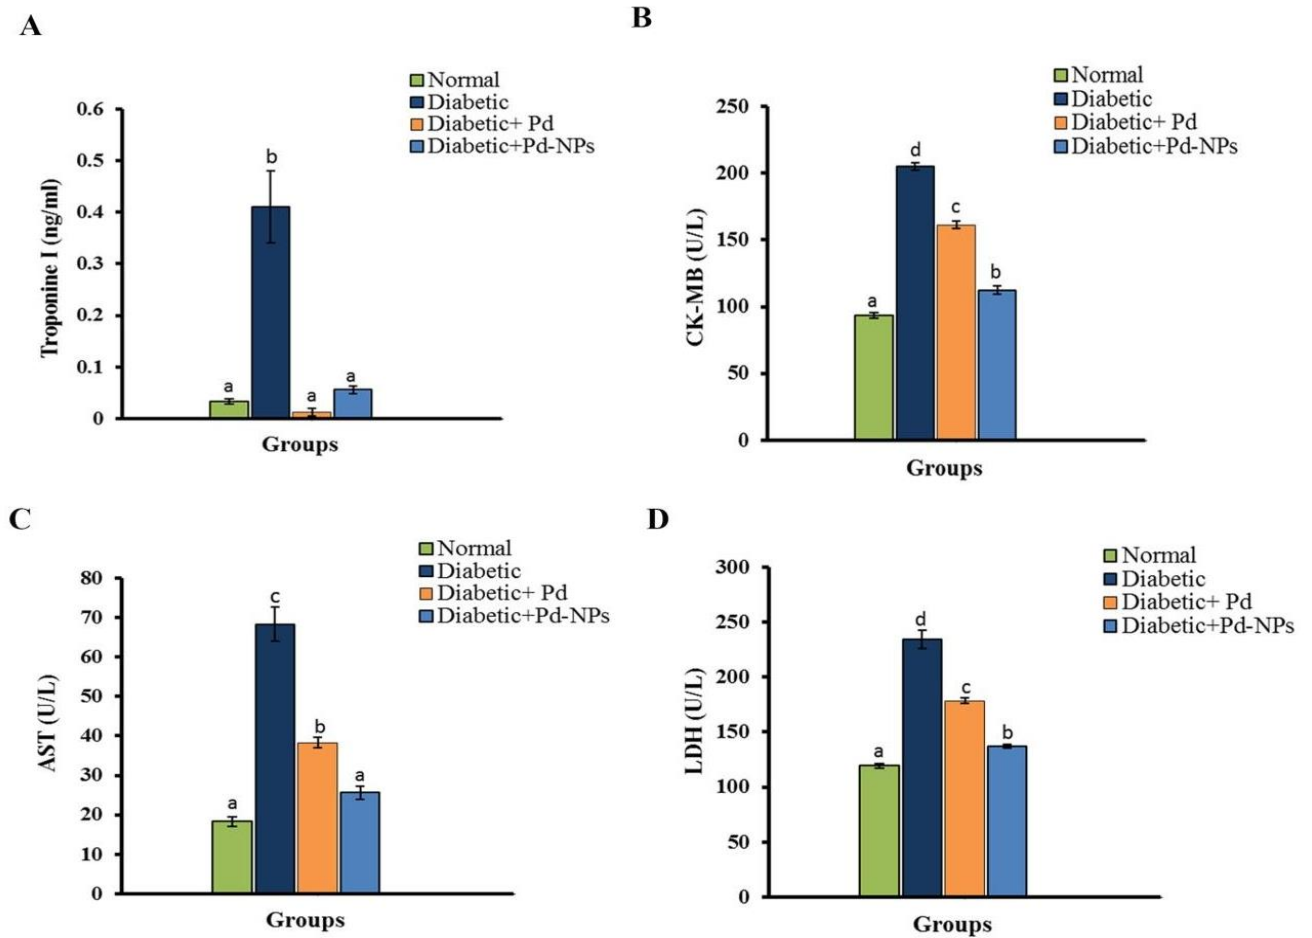 A
Normal
Diabetic
Diabetic+ Pd
Diabetic+Pd-NPs
0.6
0.5
0.4
0.3
0.2
0.1
0
Troponine I (ng/ml)
a
b
a
a
Groups
B
Normal
Diabetic
Diabetic+ Pd
Diabetic+Pd-NPs
250
200
150
100
50
0
CK-MB (U/L)
a
d
c
b
Groups
C
Normal
Diabetic
Diabetic+ Pd
Diabetic+Pd-NPs
80
70
60
50
40
30
20
10
0
AST (U/L)
a
c
b
a
Groups
D
Normal
Diabetic
Diabetic+ Pd
Diabetic+Pd-NPs
300
250
200
150
100
50
0
LDH (U/L)
a
d
c
b
Groups